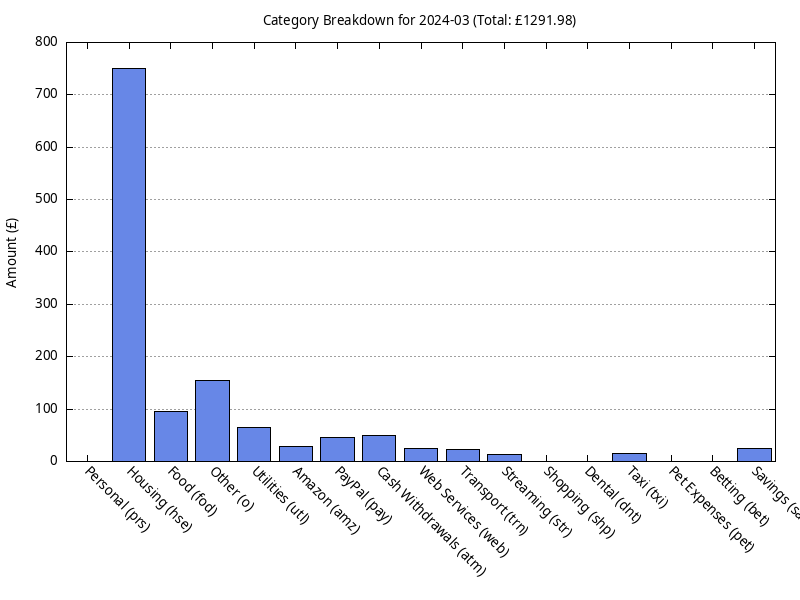 Category Breakdown for 2024-03 (Total: £1291.98)
Amount (£)
800
700
600
500
400
300
200
100
0
Personal (prs)
Housing (hse)
Food (fod)
Other (o)
Utilities (utl)
Amazon (amz)
PayPal (pay)
Cash Withdrawals (atm)
Web Services (web)
Transport (trn)
Streaming (str)
Shopping (shp)
Dental (dnt)
Taxi (txi)
Pet Expenses (pet)
Betting (bet)
Savings